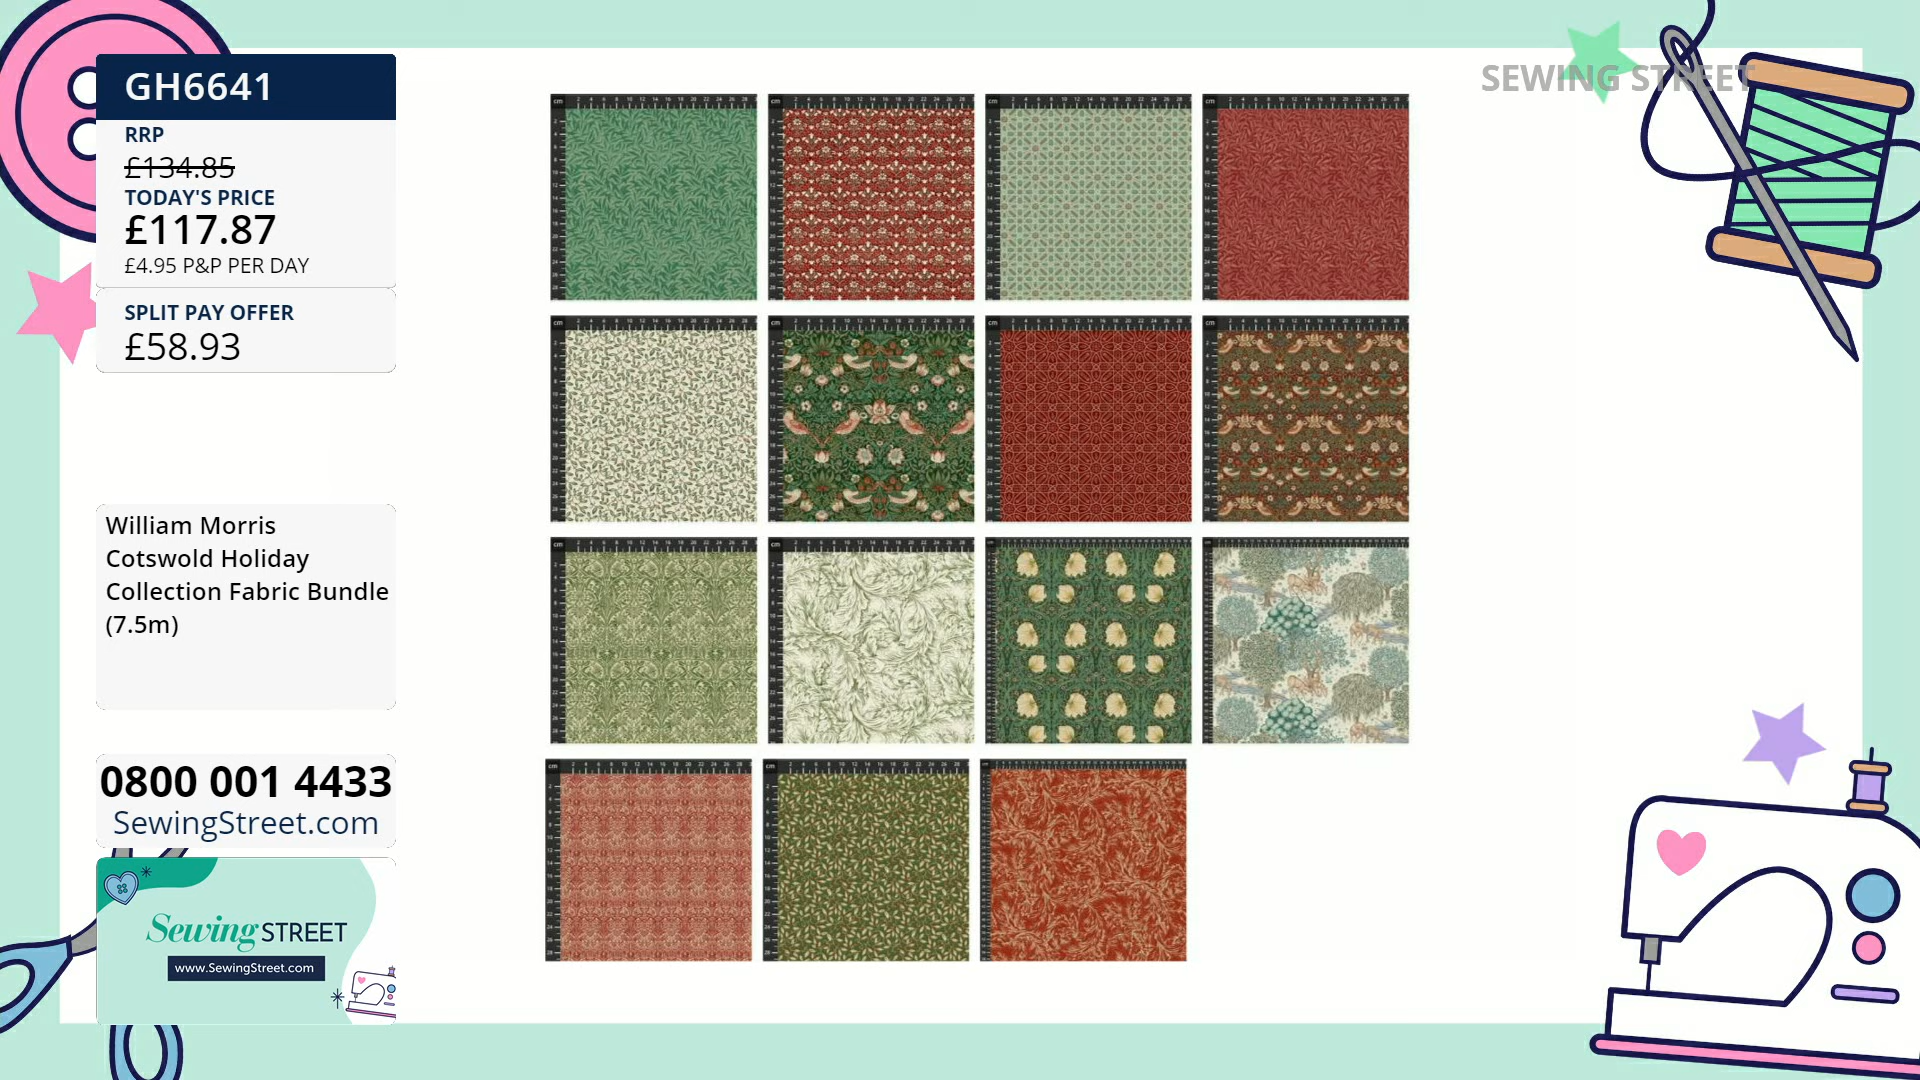 GH6641
RRP
£134.85
TODAY'S PRICE
£117.87
£4.95 P&P PER DAY
SPLIT PAY OFFER
£58.93
William Morris
Cotswold Holiday
Collection Fabric Bundle
(7.5m)
0800 001 4433
SewingStreet.com
Sewing STREET
www.SewingStreet.com
SEWING STREET